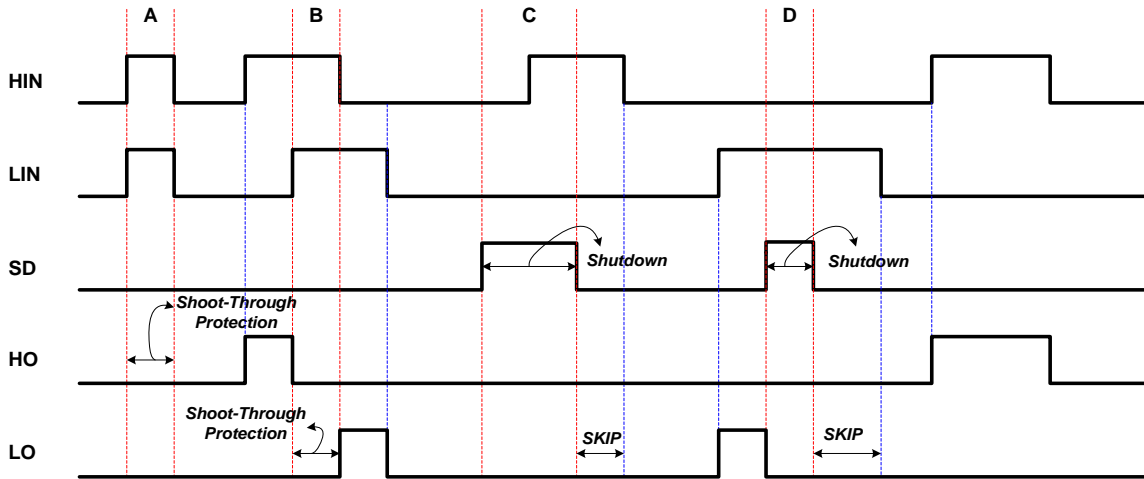 A B C D
HIN
LIN
SD
Shutdown
Shutdown
Shoot-Through
Protection
HO
Shoot-Through
Protection
SKIP
SKIP
LO